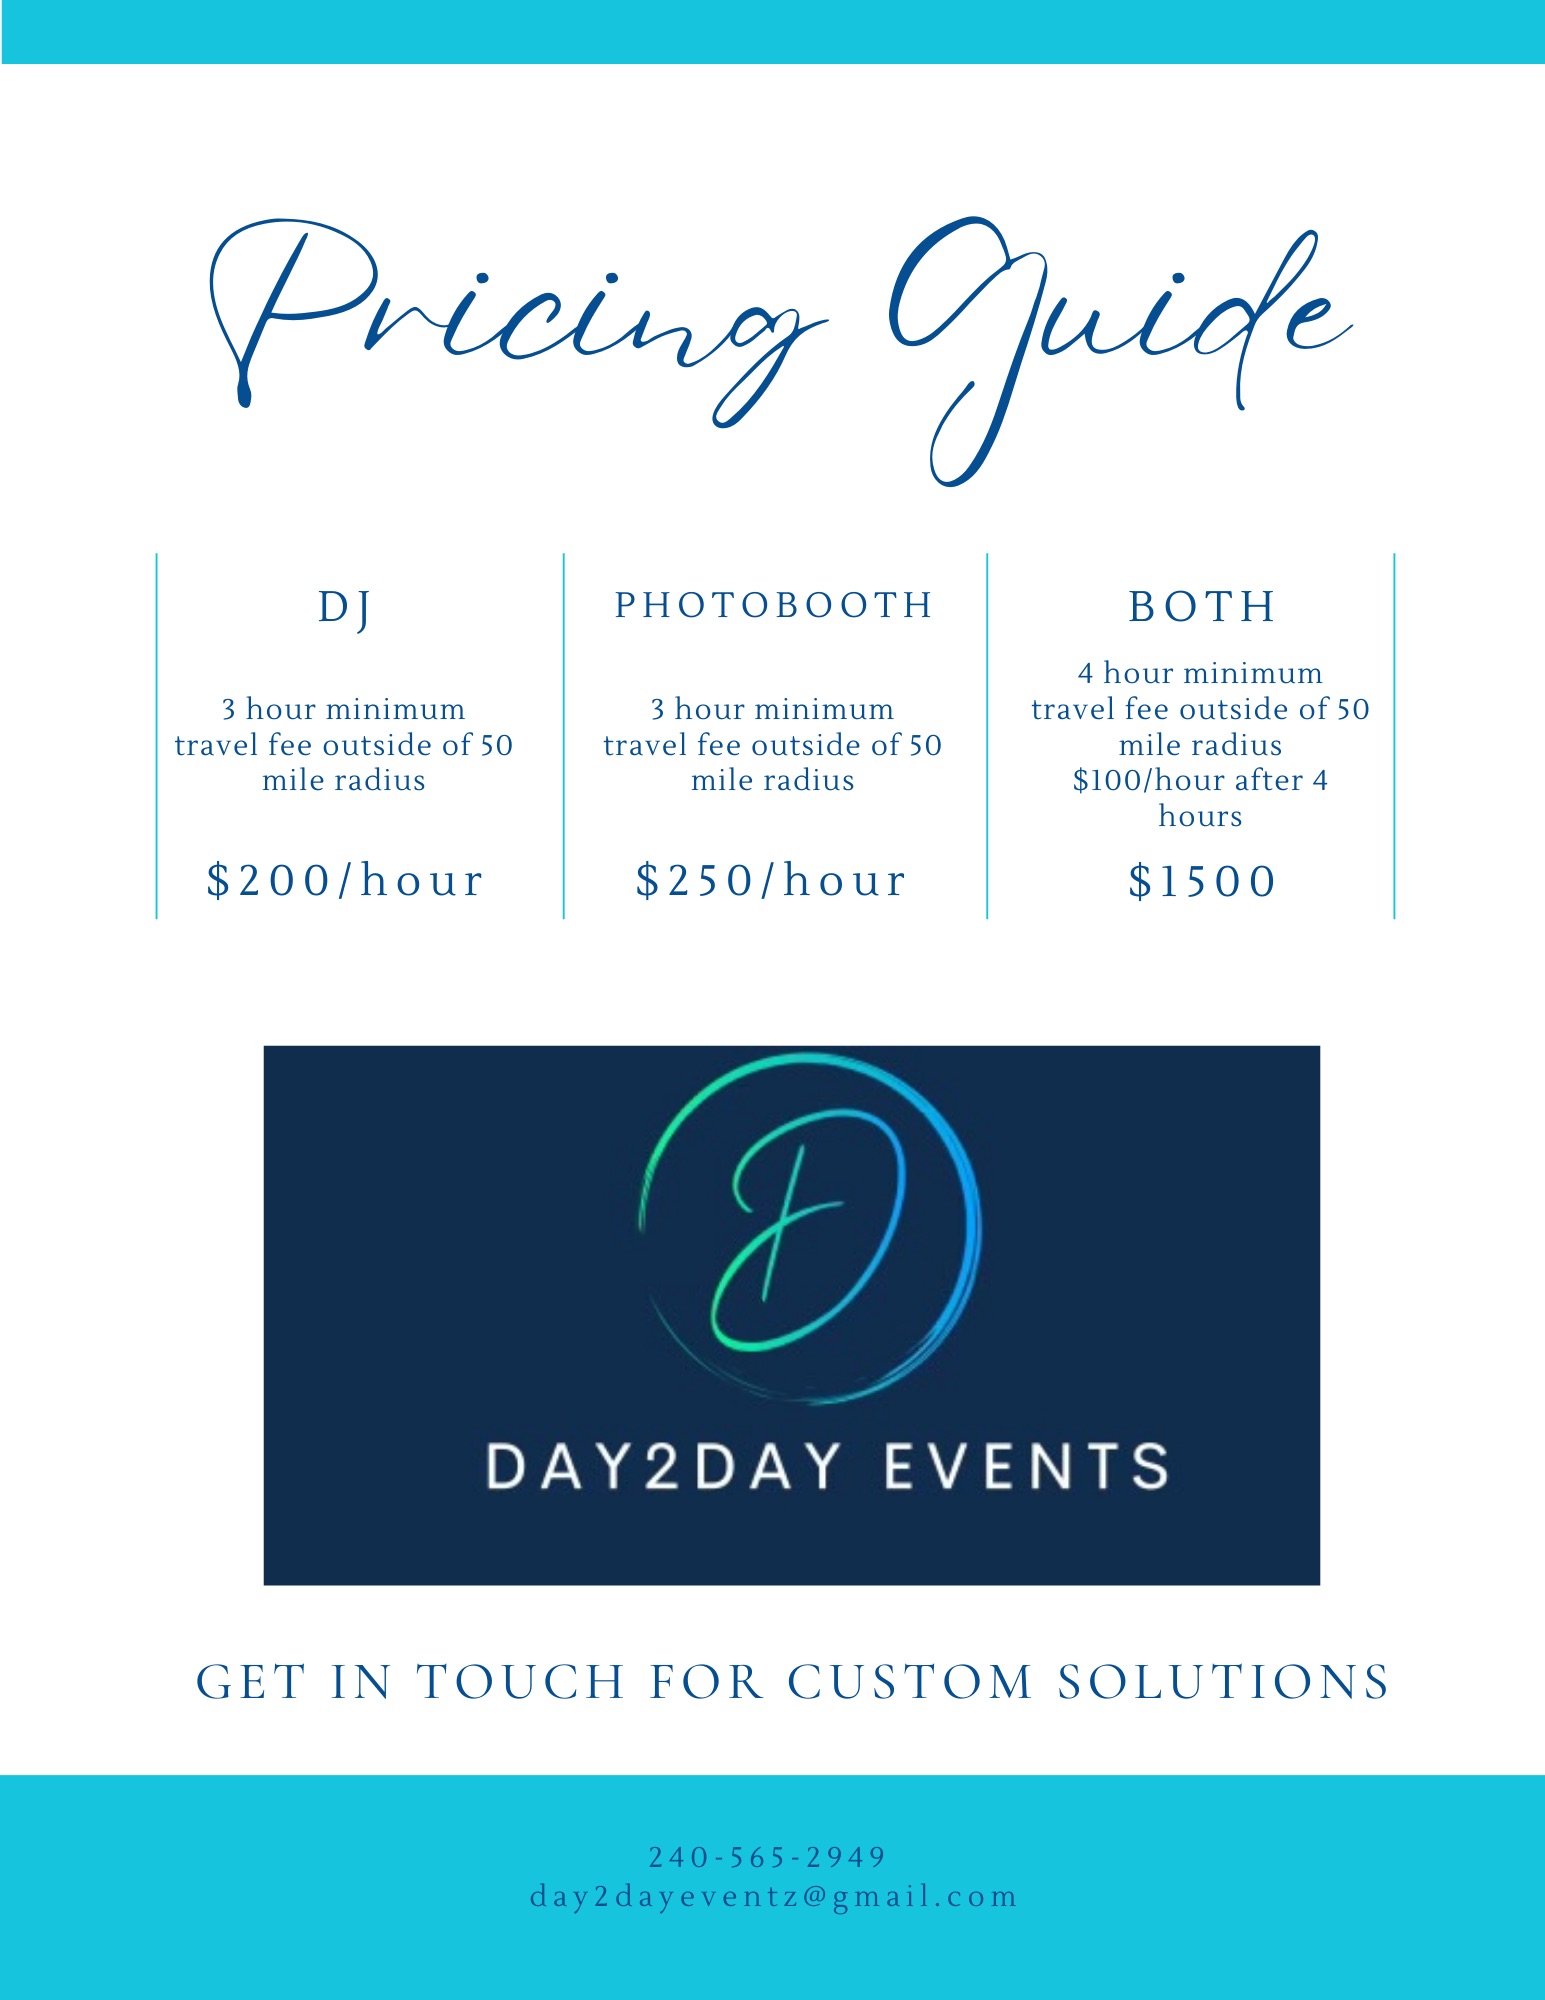 Pricing Guide
DJ
3 hour minimum
travel fee outside of 50
mile radius
$200/hour
PHOTOBOOTH
3 hour minimum
travel fee outside of 50
mile radius
$250/hour
BOTH
4 hour minimum
travel fee outside of 50
mile radius
$100/hour after 4
hours
$1500
D
DAY2DAY EVENTS
GET IN TOUCH FOR CUSTOM SOLUTIONS
240-565-2949
day2dayeventz@gmail.com